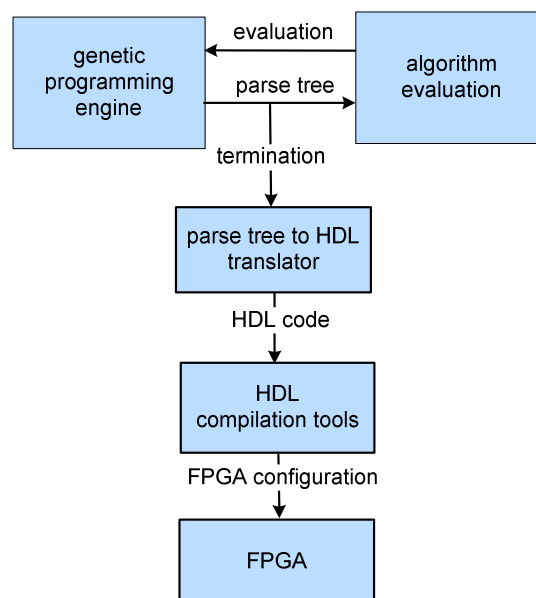 genetic
programming
engine
evaluation
parse tree
algorithm
evaluation
termination
parse tree to HDL
translator
HDL code
HDL
compilation tools
FPGA configuration
FPGA